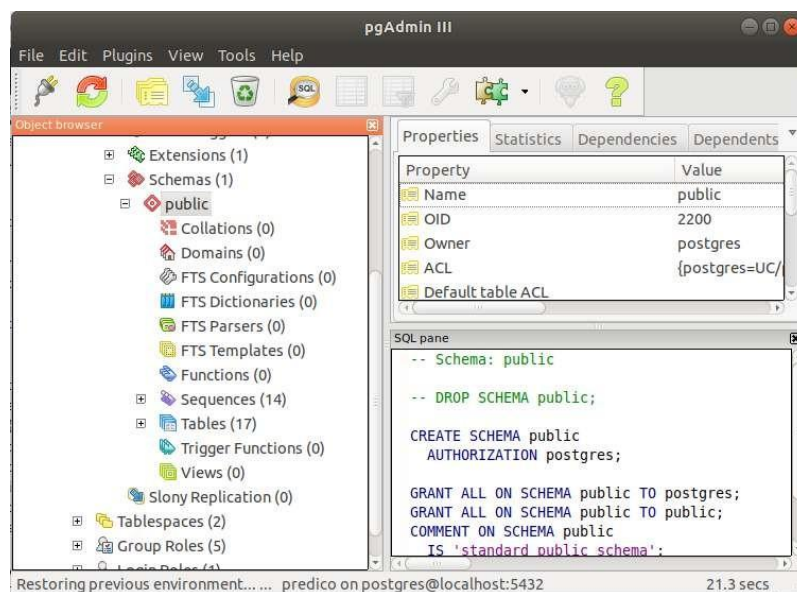 pgAdmin III
File Edit Plugins View Tools Help
SQL
Object browser
Extensions (1)
Schemas (1)
public
Collations (0)
Domains (0)
FTS Configurations (0)
FTS Dictionaries (0)
FTS Parsers (0)
FTS Templates (0)
Functions (0)
Sequences (14)
Tables (17)
Trigger Functions (0)
Views (0)
Slony Replication (0)
Tablespaces (2)
Group Roles (5)
Login Roles (1)
Properties Statistics Dependencies Dependents
Property Value
Name public
OID 2200
Owner postgres
ACL {postgres=UC/
Default table ACL
SQL pane
-- Schema: public
-- DROP SCHEMA public;
CREATE SCHEMA public
AUTHORIZATION postgres;
GRANT ALL ON SCHEMA public TO postgres;
GRANT ALL ON SCHEMA public TO public;
COMMENT ON SCHEMA public
IS 'standard public schema';
Restoring previous environment... ... predico on postgres@localhost:5432 21.3 secs